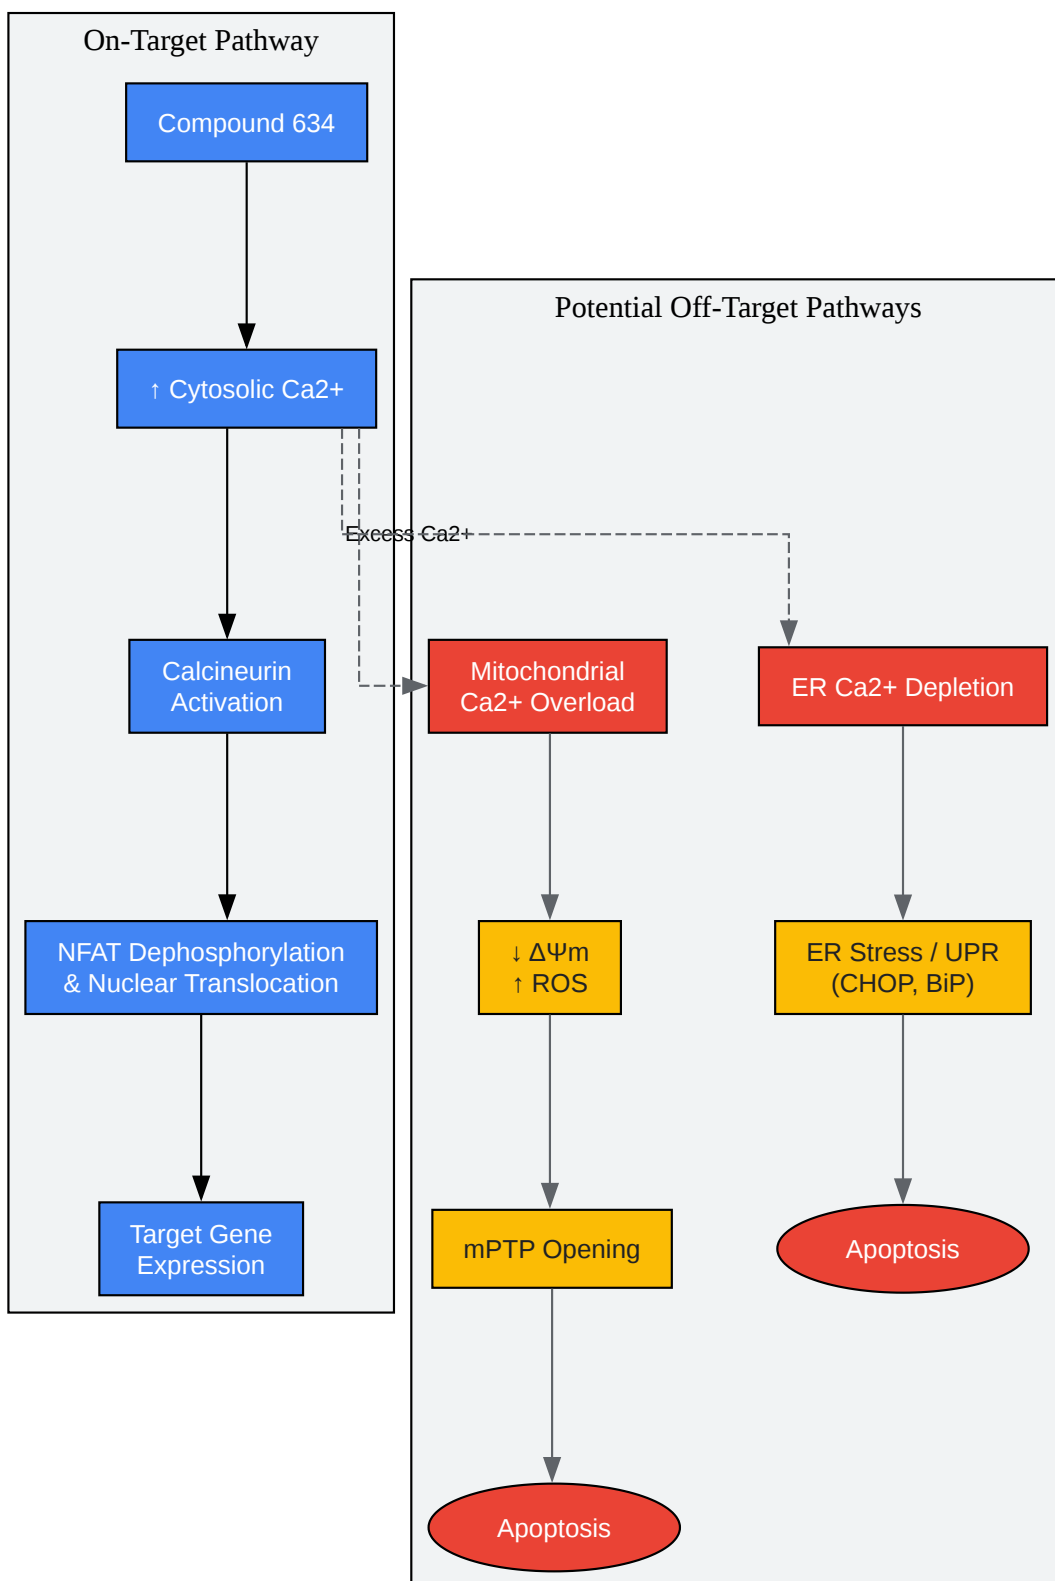 On-Target Pathway
Compound 634
↑ Cytosolic Ca2+
Calcineurin
Activation
NFAT Dephosphorylation
& Nuclear Translocation
Target Gene
Expression
Excess Ca2+
Potential Off-Target Pathways
Mitochondrial
Ca2+ Overload
↓ ΔΨm
↑ ROS
mPTP Opening
Apoptosis
ER Ca2+ Depletion
ER Stress / UPR
(CHOP, BiP)
Apoptosis